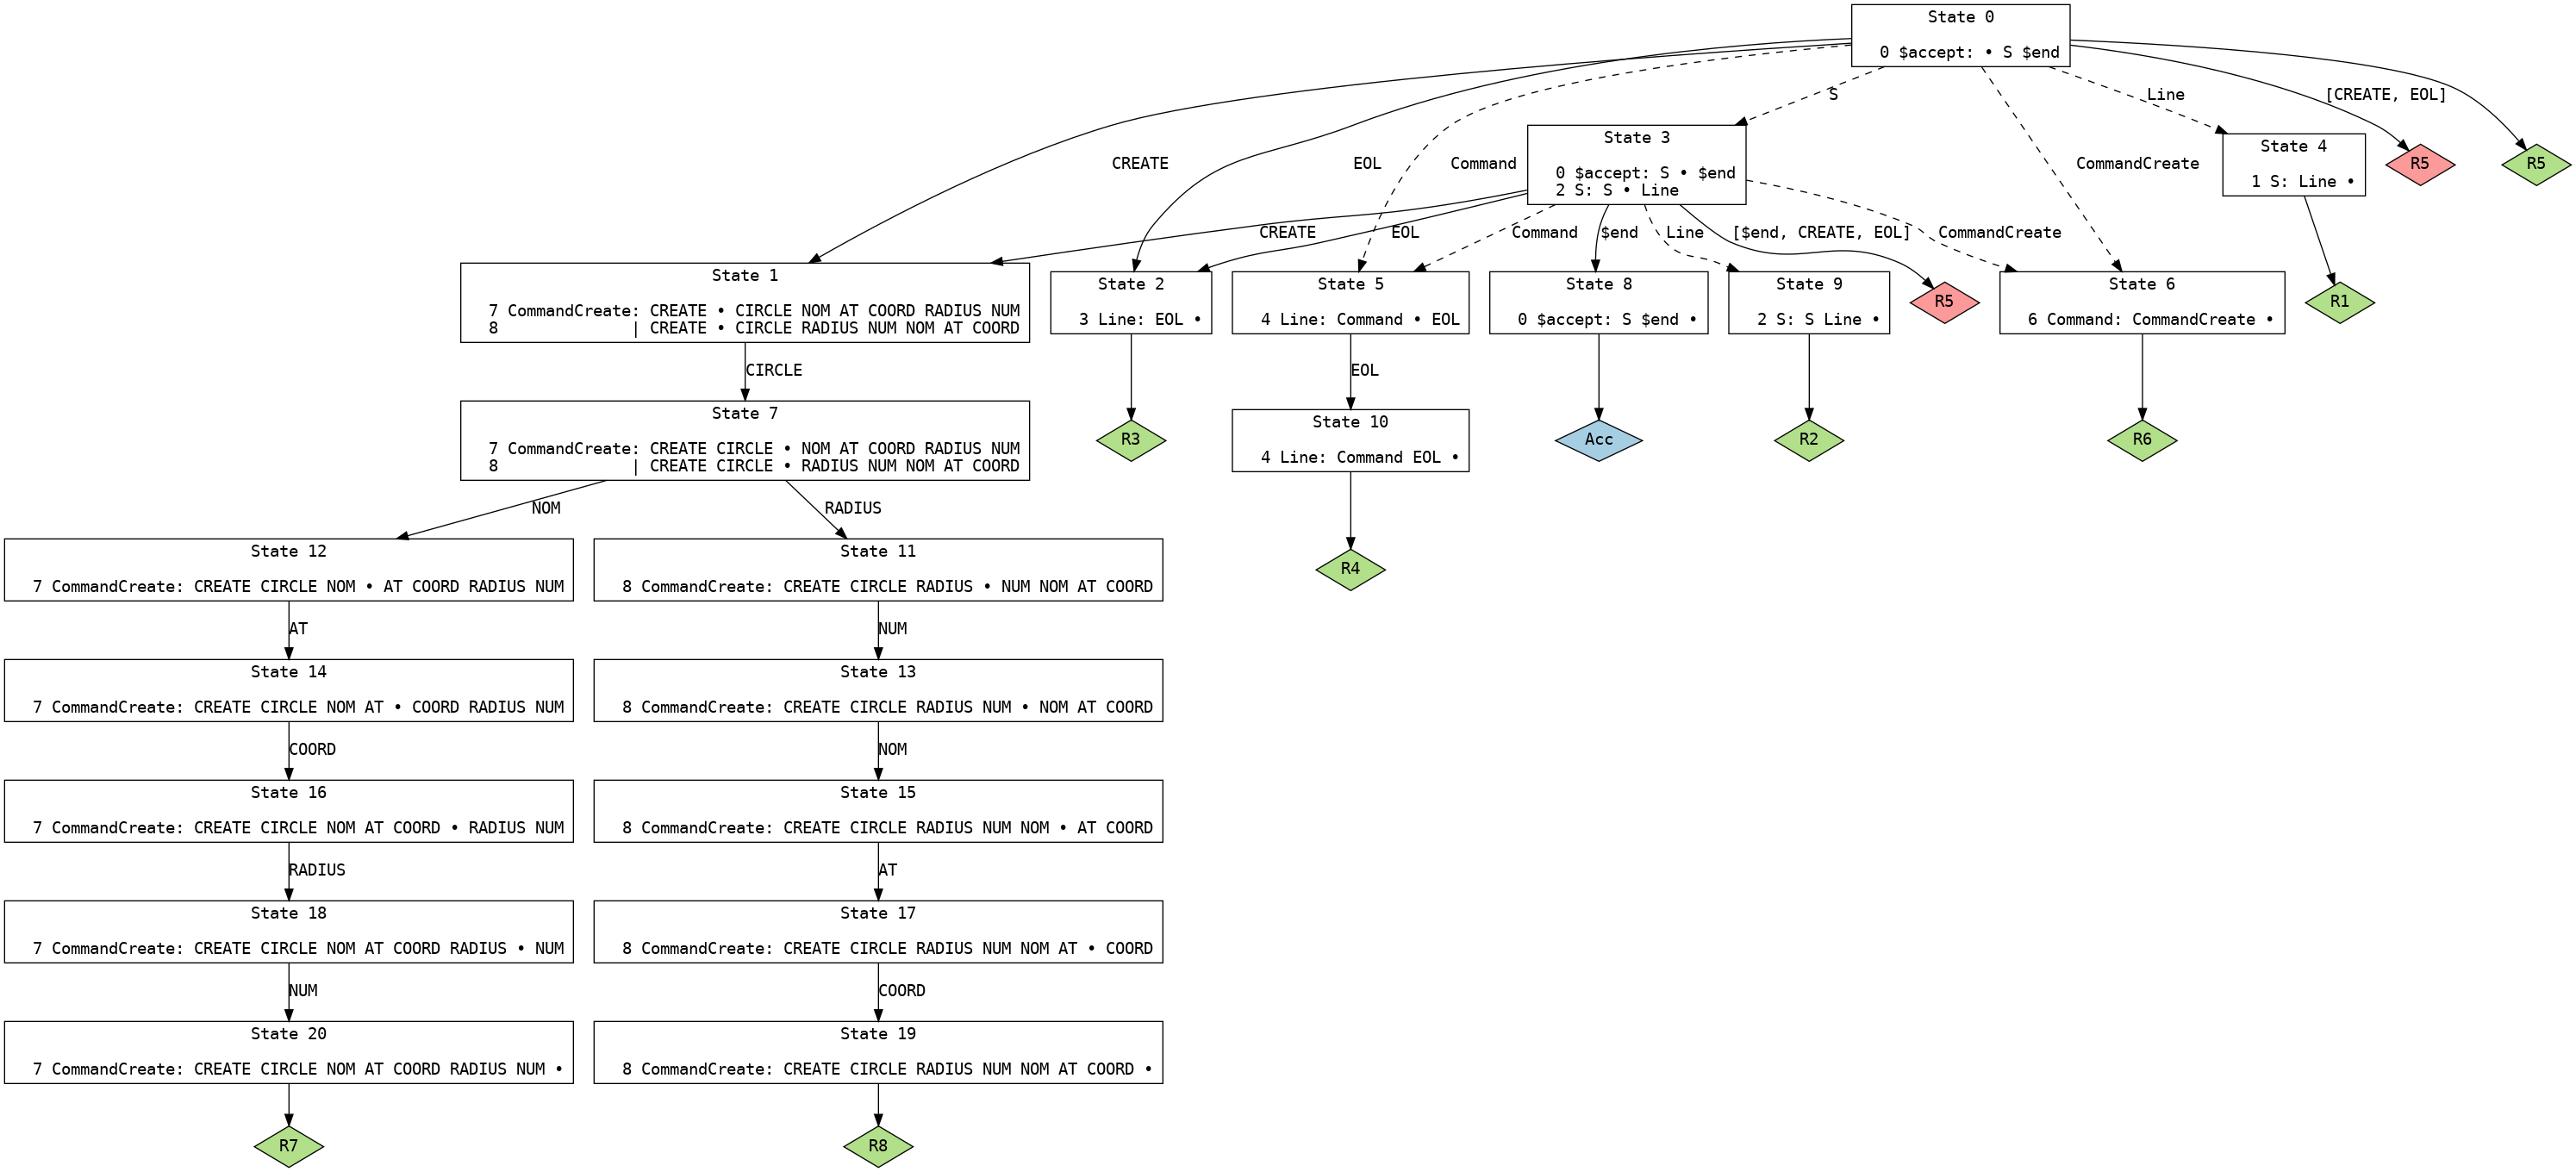 State 0
0 $accept: • S $end
S
Line
[CREATE, EOL]
State 3
0 $accept: S • $end
2 S: S • Line
State 4
1 S: Line •
R5
R5
CREATE
EOL
Command
CommandCreate
CREATE
EOL
Command
$end
Line
[$end, CREATE, EOL]
CommandCreate
State 1
7 CommandCreate: CREATE • CIRCLE NOM AT COORD RADIUS NUM
8 | CREATE • CIRCLE RADIUS NUM NOM AT COORD
State 2
3 Line: EOL •
State 5
4 Line: Command • EOL
State 8
0 $accept: S $end •
State 9
2 S: S Line •
R5
State 6
6 Command: CommandCreate •
R1
CIRCLE
EOL
State 7
7 CommandCreate: CREATE CIRCLE • NOM AT COORD RADIUS NUM
8 | CREATE CIRCLE • RADIUS NUM NOM AT COORD
R3
State 10
4 Line: Command EOL •
Acc
R2
R6
NOM
RADIUS
State 12
7 CommandCreate: CREATE CIRCLE NOM • AT COORD RADIUS NUM
State 11
8 CommandCreate: CREATE CIRCLE RADIUS • NUM NOM AT COORD
R4
AT
NUM
State 14
7 CommandCreate: CREATE CIRCLE NOM AT • COORD RADIUS NUM
State 13
8 CommandCreate: CREATE CIRCLE RADIUS NUM • NOM AT COORD
COORD
NOM
State 16
7 CommandCreate: CREATE CIRCLE NOM AT COORD • RADIUS NUM
State 15
8 CommandCreate: CREATE CIRCLE RADIUS NUM NOM • AT COORD
RADIUS
AT
State 18
7 CommandCreate: CREATE CIRCLE NOM AT COORD RADIUS • NUM
State 17
8 CommandCreate: CREATE CIRCLE RADIUS NUM NOM AT • COORD
NUM
COORD
State 20
7 CommandCreate: CREATE CIRCLE NOM AT COORD RADIUS NUM •
State 19
8 CommandCreate: CREATE CIRCLE RADIUS NUM NOM AT COORD •
R7
R8